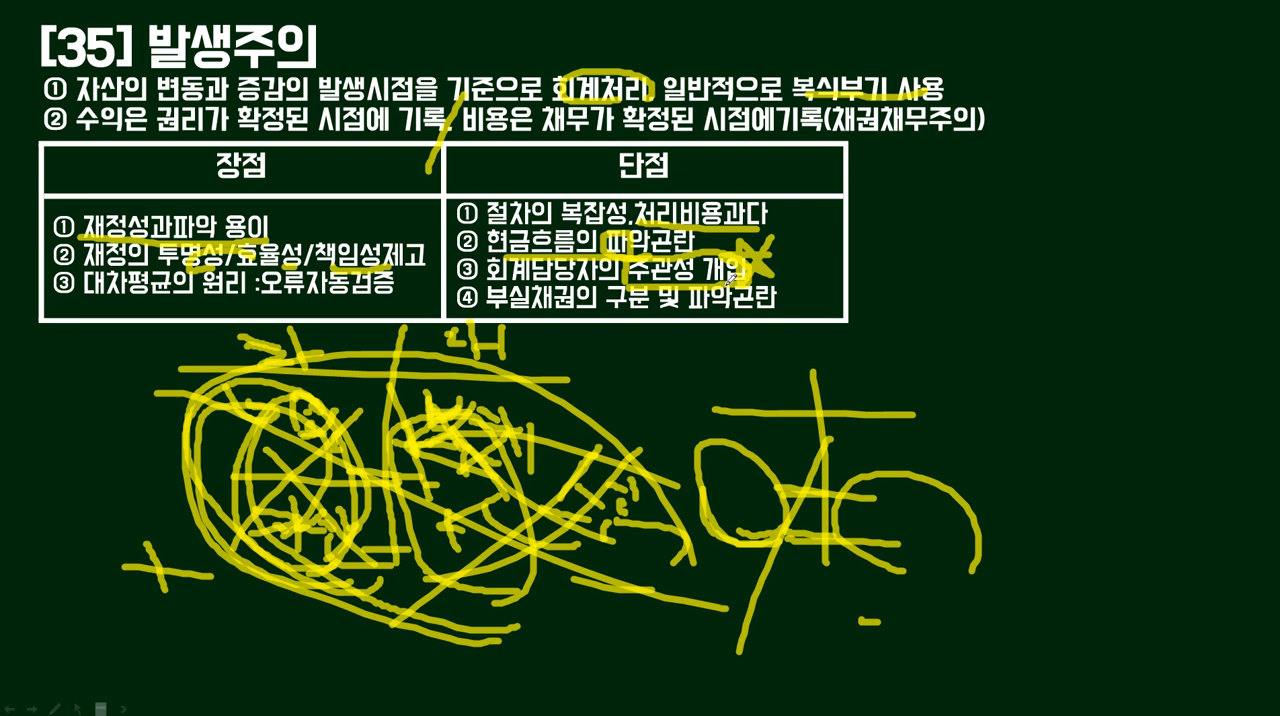 [35] 발생주의
① 자산의 변동과 증감의 발생시점을 기준으로 회계처리, 일반적으로 복식부기 사용
② 수익은 권리가 확정된 시점에 기록, 비용은 채무가 확정된 시점에기록(채권채무주의)
장점
① 재정성과파악 용이
② 재정의 투명성/효율성/책임성제고
③ 대차평균의 원리 :오류자동검증
단점
① 절차의 복잡성,처리비용과다
② 현금흐름의 파악곤란
③ 회계담당자의 주관성 개입
④ 부실채권의 구분 및 파악곤란